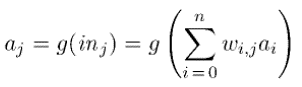 a_j = g(in_j) = g\left(\sum_{i=0}^{n} w_{i,j} a_i\right)